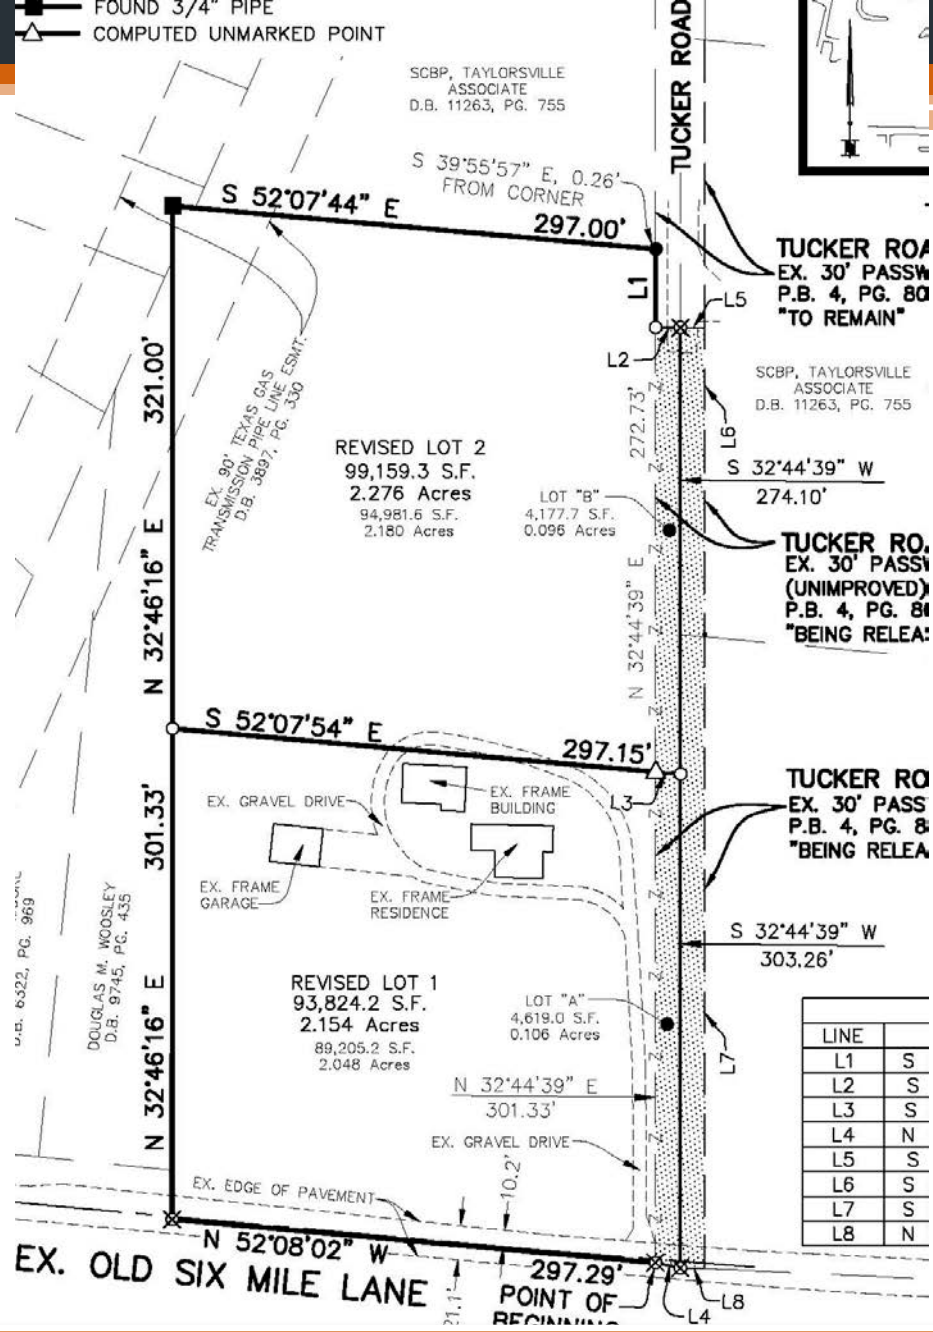 FOUND 3/4" PIPE
COMPUTED UNMARKED POINT
SCBP, TAYLORSVILLE
ASSOCIATE
D.B. 11263, PG. 755
TUCKER ROAD
S 39°55'57" E, 0.26'
FROM CORNER
N
S 52°07'44" E
297.00'
L1
L5
L2
TUCKER ROA
EX. 30' PASSW
P.B. 4, PG. 80
"TO REMAIN"
SCBP, TAYLORSVILLE
ASSOCIATE
D.B. 11263, PG. 755
321.00'
EX. 90' TEXAS GAS
TRANSMISSION PIPE LINE ESMT.
D.B. 3897, PG. 330
272.73'
L6
REVISED LOT 2
99,159.3 S.F.
2.276 Acres
94,981.6 S.F.
2.180 Acres
LOT "B"
4,177.7 S.F.
0.096 Acres
S 32°44'39" W
274.10'
TUCKER RO
EX. 30' PASSW
(UNIMPROVED)
P.B. 4, PG. 8
"BEING RELEA
N 32°46'16" E
N 32°44'39" E
S 52°07'54" E
297.15'
L3
TUCKER RO
EX. 30' PASS
P.B. 4, PG. 8
"BEING RELEA
301.33'
EX. GRAVEL DRIVE
EX. FRAME
BUILDING
EX. FRAME
GARAGE
EX. FRAME
RESIDENCE
D.B. 6322, PG. 969
DOUGLAS M. WOOSLEY
D.B. 9745, PG. 435
S 32°44'39" W
303.26'
REVISED LOT 1
93,824.2 S.F.
2.154 Acres
89,205.2 S.F.
2.048 Acres
LOT "A"
4,619.0 S.F.
0.106 Acres
L7
N 32°46'16" E
N 32°44'39" E
301.33'
EX. GRAVEL DRIVE
10.2'
EX. EDGE OF PAVEMENT
LINE
L1 S
L2 S
L3 S
L4 N
L5 S
L6 S
L7 S
L8 N
N 52°08'02" W
297.29'
EX. OLD SIX MILE LANE
21.1'
POINT OF
BEGINNING
L8
L4